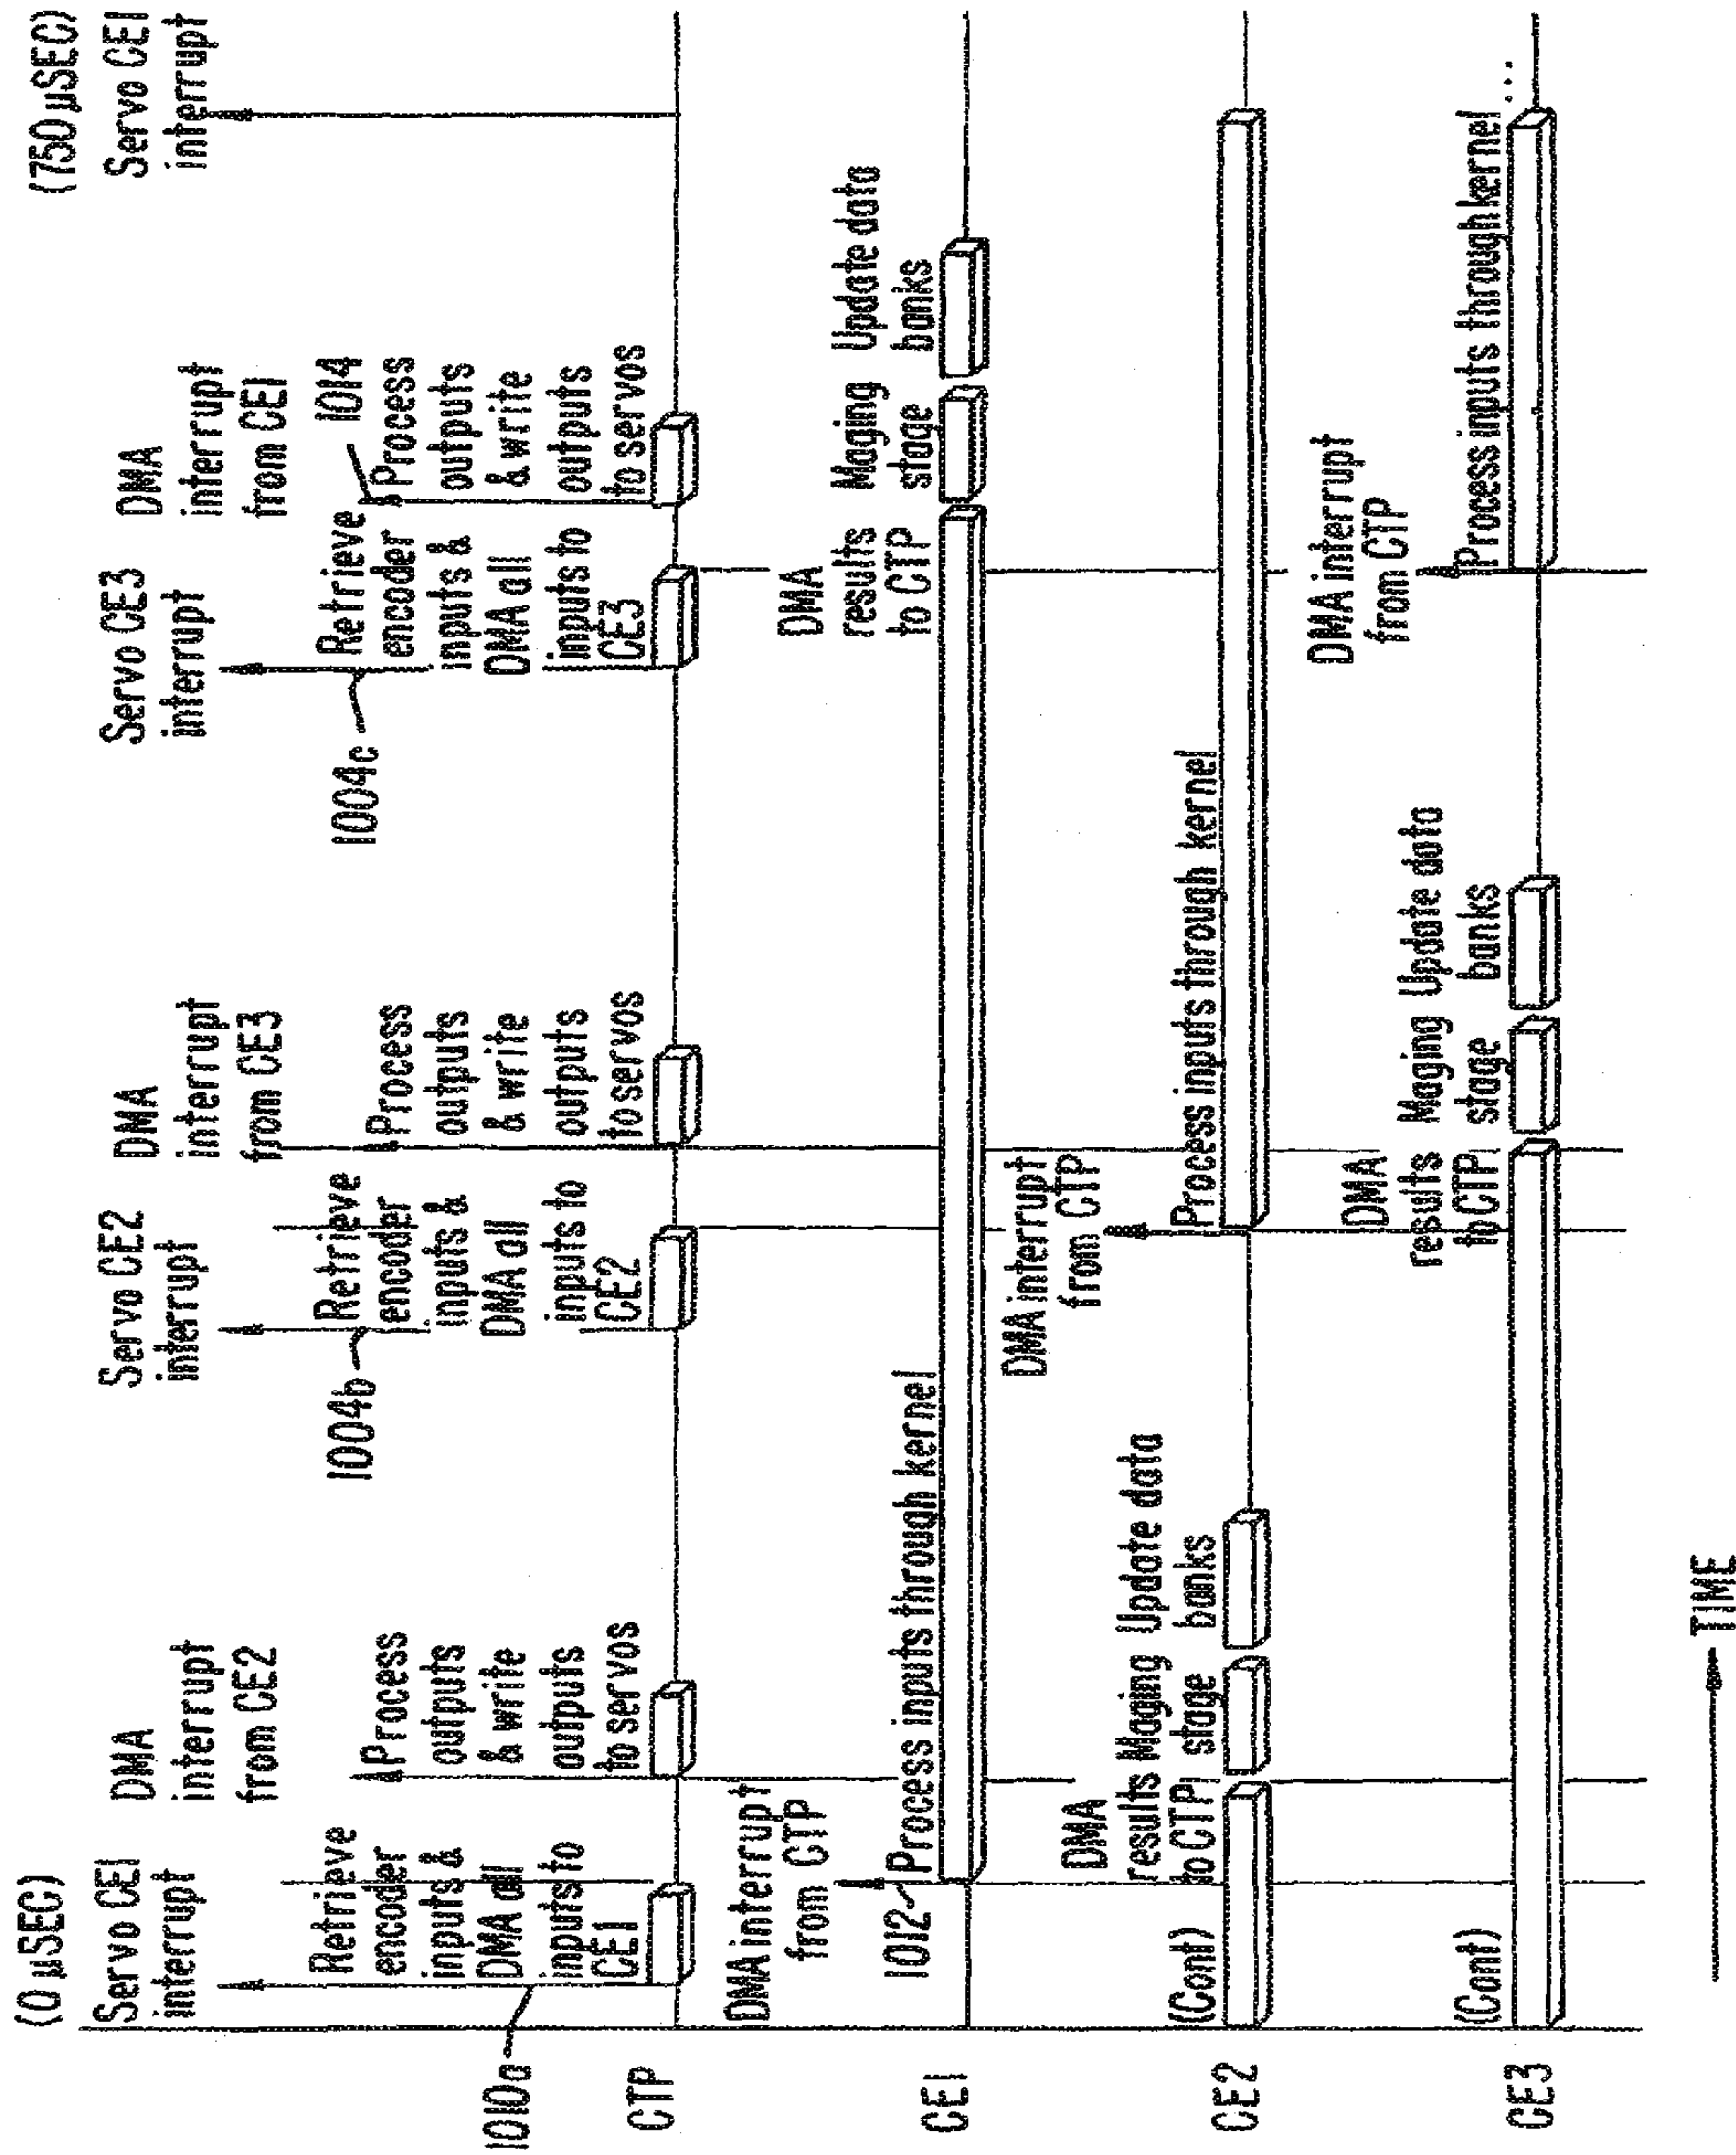 (0 µSEC)
Servo CE1
interrupt
DMA
interrupt
from CE2
Servo CE2
interrupt
DMA
interrupt
from CE3
Servo CE3
interrupt
DMA
interrupt
from CE1
(750 µSEC)
Servo CE1
interrupt
1010a
Retrieve
encoder
inputs &
DMA all
inputs to
CE1
Process
outputs
& write
outputs
to servos
1004b
Retrieve
encoder
inputs &
DMA all
inputs to
CE2
Process
outputs
& write
outputs
to servos
1004c
Retrieve
encoder
inputs &
DMA all
inputs to
CE3
1014
Process
outputs
& write
outputs
to servos
CTP
DMA interrupt
from CTP
1012
Process inputs through kernel
DMA
results
to CTP
Maging
stage
Update data
banks
CE1
(Cont)
DMA
results
to CTP
Maging
stage
Update data
banks
DMA interrupt
from CTP
Process inputs through kernel
CE2
(Cont)
DMA
results
to CTP
Maging
stage
Update data
banks
DMA interrupt
from CTP
Process inputs through kernel
...
CE3
TIME